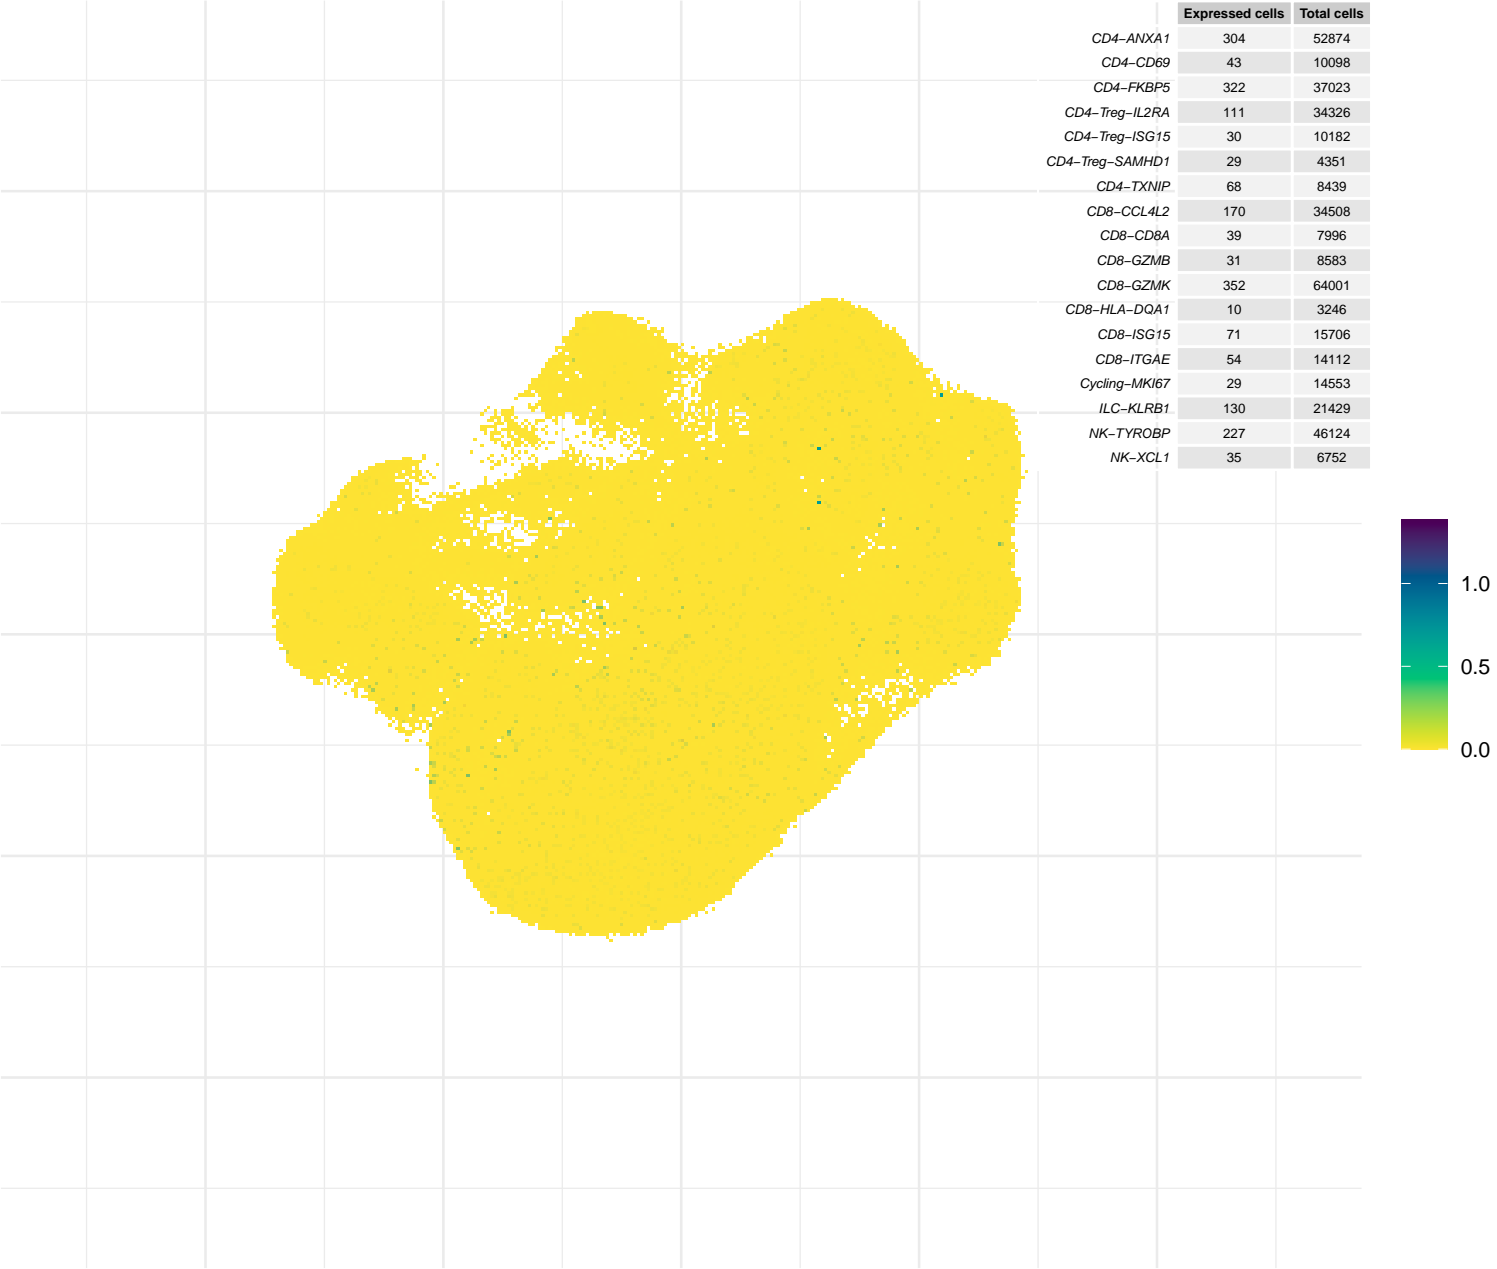 Expressed cells Total cells
CD4−ANXA1 304 52874
CD4−CD69 43 10098
CD4−FKBP5 322 37023
CD4−Treg−IL2RA 111 34326
CD4−Treg−ISG15 30 10182
CD4−Treg−SAMHD1 29 4351
CD4−TXNIP 68 8439
CD8−CCL4L2 170 34508
CD8−CD8A 39 7996
CD8−GZMB 31 8583
CD8−GZMK 352 64001
CD8−HLA−DQA1 10 3246
CD8−ISG15 71 15706
CD8−ITGAE 54 14112
Cycling−MKI67 29 14553
ILC−KLRB1 130 21429
NK−TYROBP 227 46124
NK−XCL1 35 6752
1.0
0.5
0.0